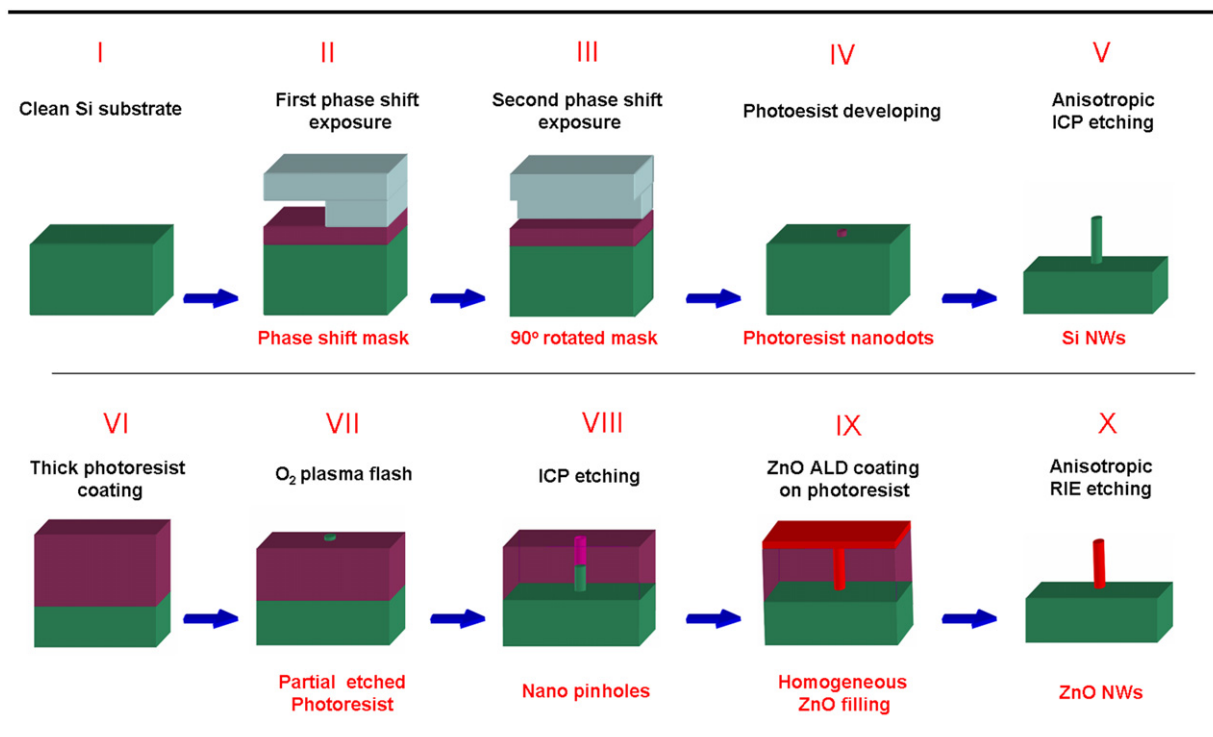 I
II
III
IV
V
Clean Si substrate
First phase shift
exposure
Second phase shift
exposure
Photoesist developing
Anisotropic
ICP etching
Phase shift mask
90º rotated mask
Photoresist nanodots
Si NWs
VI
VII
VIII
IX
X
Thick photoresist
coating
O₂ plasma flash
ICP etching
ZnO ALD coating
on photoresist
Anisotropic
RIE etching
Partial etched
Photoresist
Nano pinholes
Homogeneous
ZnO filling
ZnO NWs